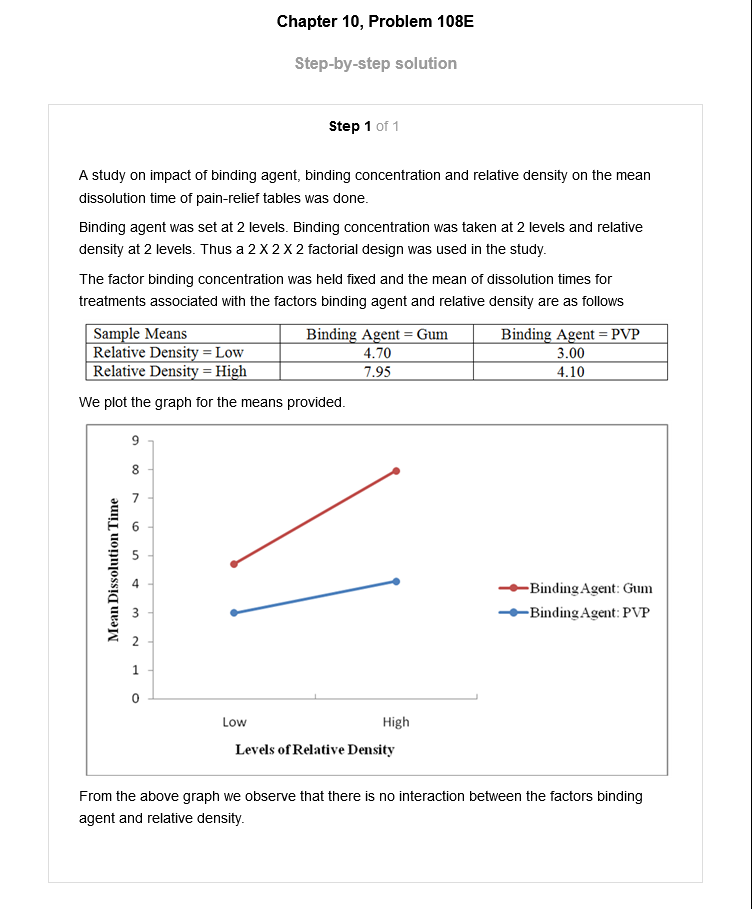 Chapter 10, Problem 108E
Step-by-step solution
Step 1 of 1
A study on impact of binding agent, binding concentration and relative density on the mean
dissolution time of pain-relief tables was done.
Binding agent was set at 2 levels. Binding concentration was taken at 2 levels and relative
density at 2 levels. Thus a 2 X 2 X 2 factorial design was used in the study.
The factor binding concentration was held fixed and the mean of dissolution times for
treatments associated with the factors binding agent and relative density are as follows
Sample Means Binding Agent = Gum Binding Agent = PVP
Relative Density = Low 4.70 3.00
Relative Density = High 7.95 4.10
We plot the graph for the means provided.
Mean Dissolution Time
9
8
7
6
5
4
3
2
1
0
Binding Agent: Gum
Binding Agent: PVP
Low High
Levels of Relative Density
From the above graph we observe that there is no interaction between the factors binding
agent and relative density.